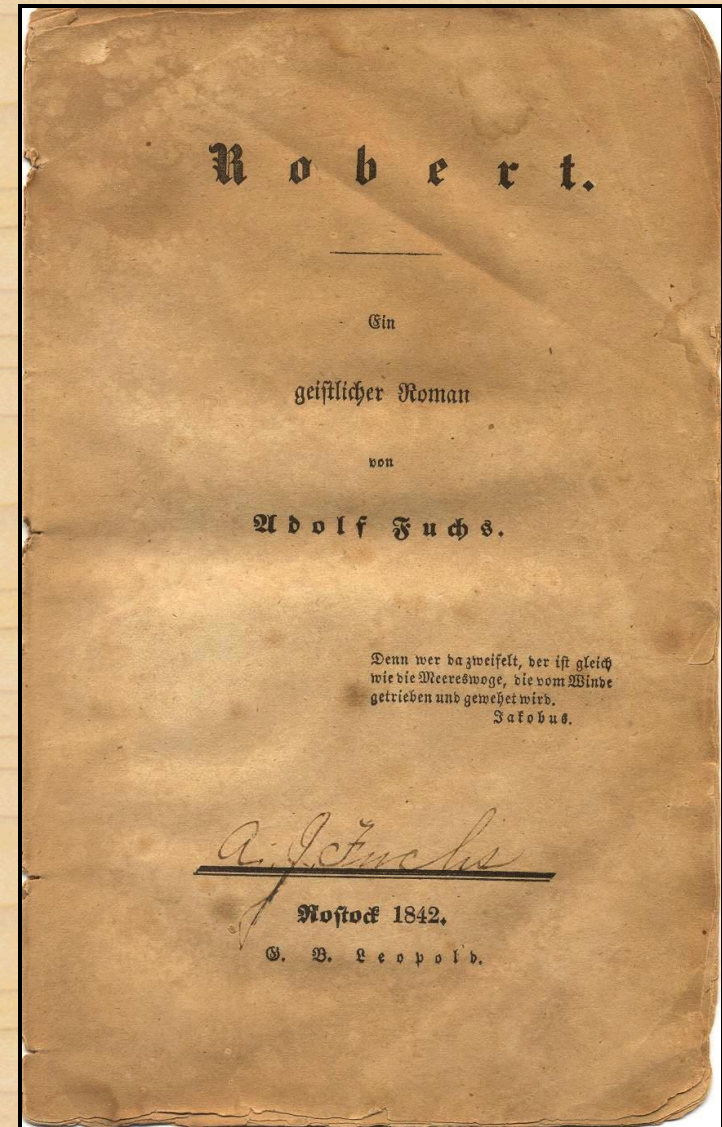 Robert.
Ein
geistlicher Roman
von
Adolf Fuchs.
Denn wer da zweifelt, der ist gleich
wie die Meereswoge, die vom Winde
getrieben und gewehet wird.
Jakobus.
A. J. Fuchs
Rostock 1842.
G. B. Leopold.